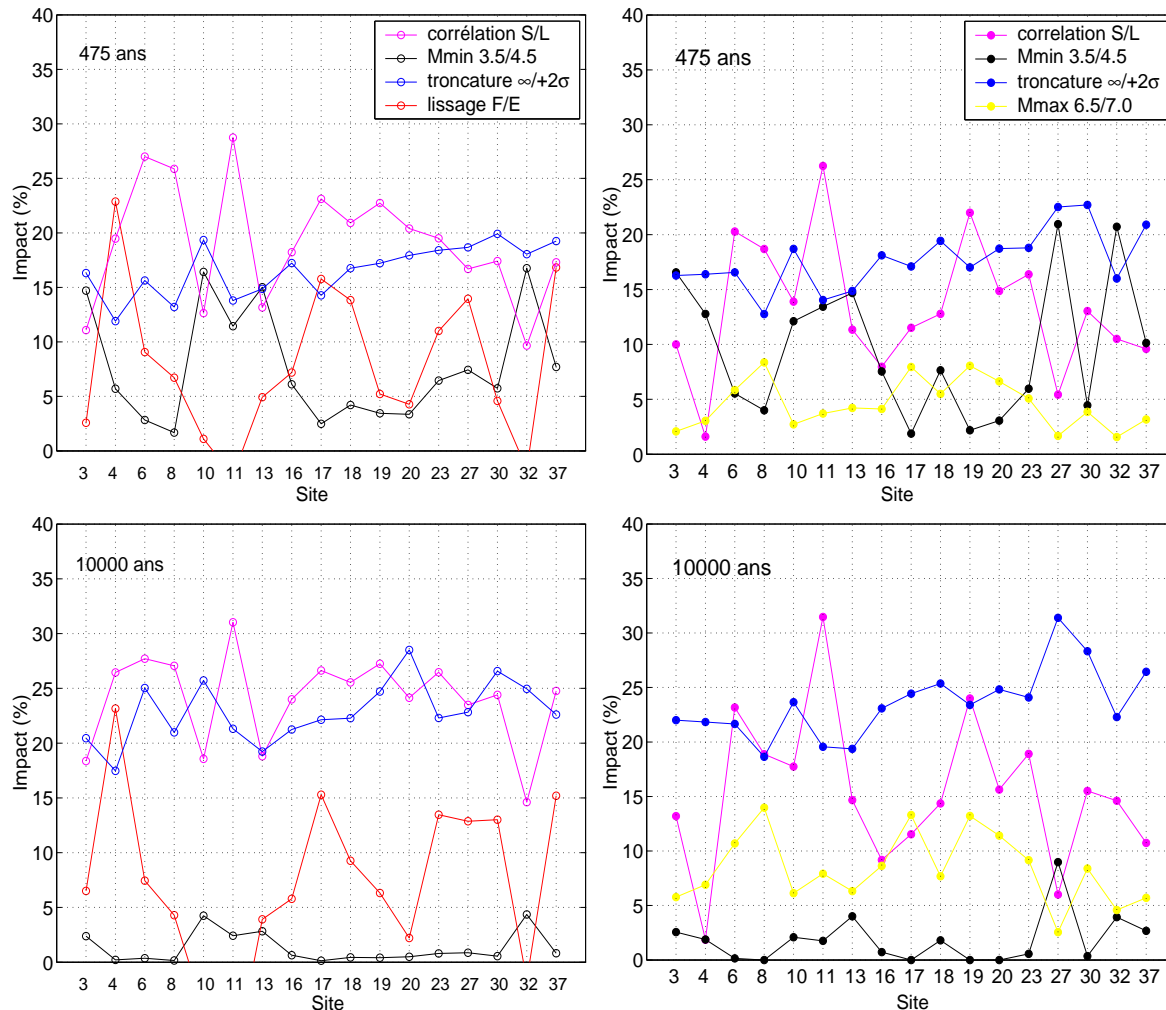 40
35
30
25
20
15
10
5
0
Impact (%)
475 ans
corrélation S/L
Mmin 3.5/4.5
troncature ∞/+2σ
lissage F/E
3 4 6 8 10 11 13 16 17 18 19 20 23 27 30 32 37
Site
40
35
30
25
20
15
10
5
0
Impact (%)
475 ans
correlation S/L
Mmin 3.5/4.5
troncature ∞/+2σ
Mmax 6.5/7.0
3 4 6 8 10 11 13 16 17 18 19 20 23 27 30 32 37
Site
40
35
30
25
20
15
10
5
0
Impact (%)
10000 ans
3 4 6 8 10 11 13 16 17 18 19 20 23 27 30 32 37
Site
40
35
30
25
20
15
10
5
0
Impact (%)
10000 ans
3 4 6 8 10 11 13 16 17 18 19 20 23 27 30 32 37
Site